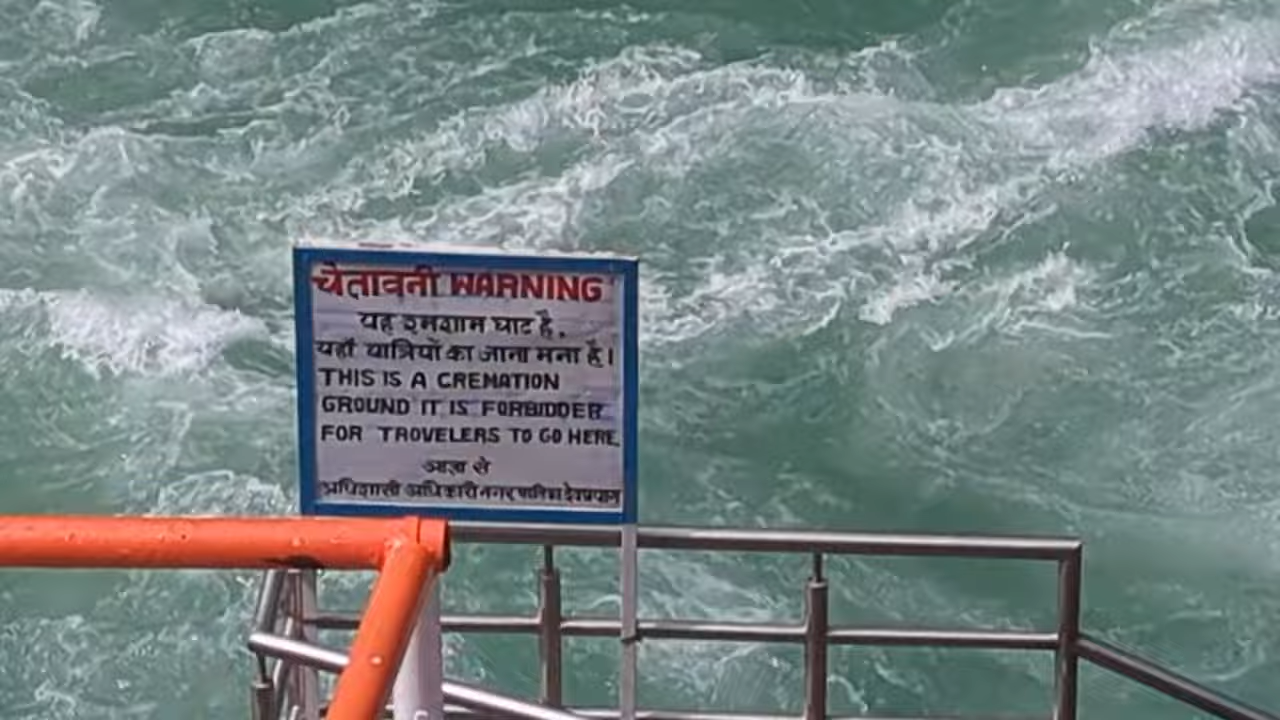 चेतावनी WARNING
यह श्मशान घाट है.
यहाँ यात्रियों का जाना मना है।
THIS IS A CREMATION
GROUND IT IS FORBIDDER
FOR TROVELERS TO GO HERE.
आज्ञा से
अधिशासी अधिकारी नगर पालिका देवप्रयाग